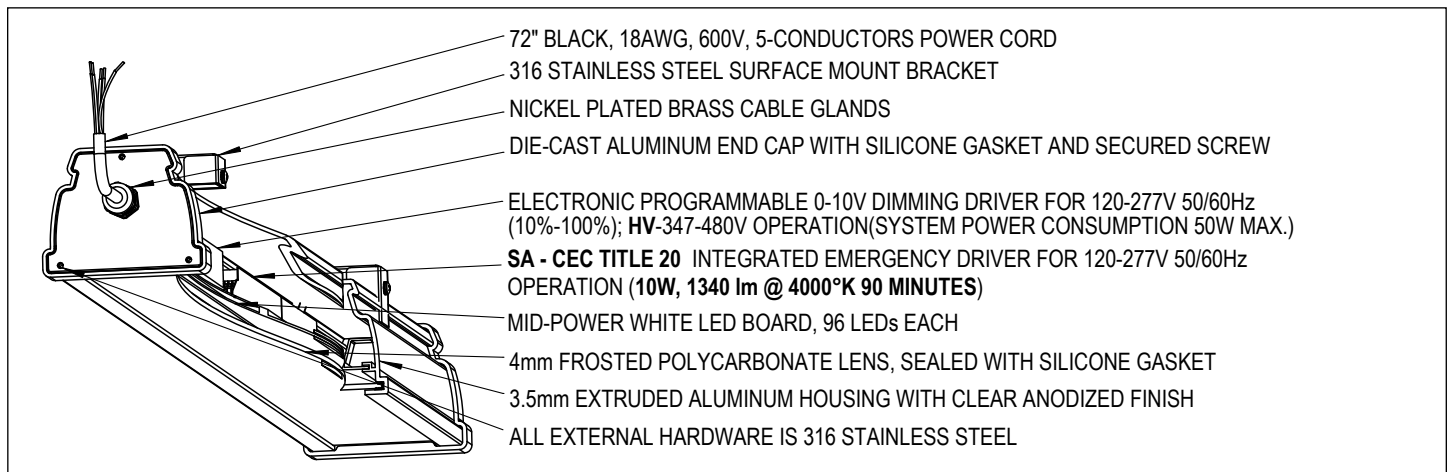 72" BLACK, 18AWG, 600V, 5-CONDUCTORS POWER CORD
316 STAINLESS STEEL SURFACE MOUNT BRACKET
NICKEL PLATED BRASS CABLE GLANDS
DIE-CAST ALUMINUM END CAP WITH SILICONE GASKET AND SECURED SCREW
ELECTRONIC PROGRAMMABLE 0-10V DIMMING DRIVER FOR 120-277V 50/60Hz
(10%-100%); HV-347-480V OPERATION(SYSTEM POWER CONSUMPTION 50W MAX.)
SA - CEC TITLE 20 INTEGRATED EMERGENCY DRIVER FOR 120-277V 50/60Hz
OPERATION (10W, 1340 lm @ 4000°K 90 MINUTES)
MID-POWER WHITE LED BOARD, 96 LEDs EACH
4mm FROSTED POLYCARBONATE LENS, SEALED WITH SILICONE GASKET
3.5mm EXTRUDED ALUMINUM HOUSING WITH CLEAR ANODIZED FINISH
ALL EXTERNAL HARDWARE IS 316 STAINLESS STEEL